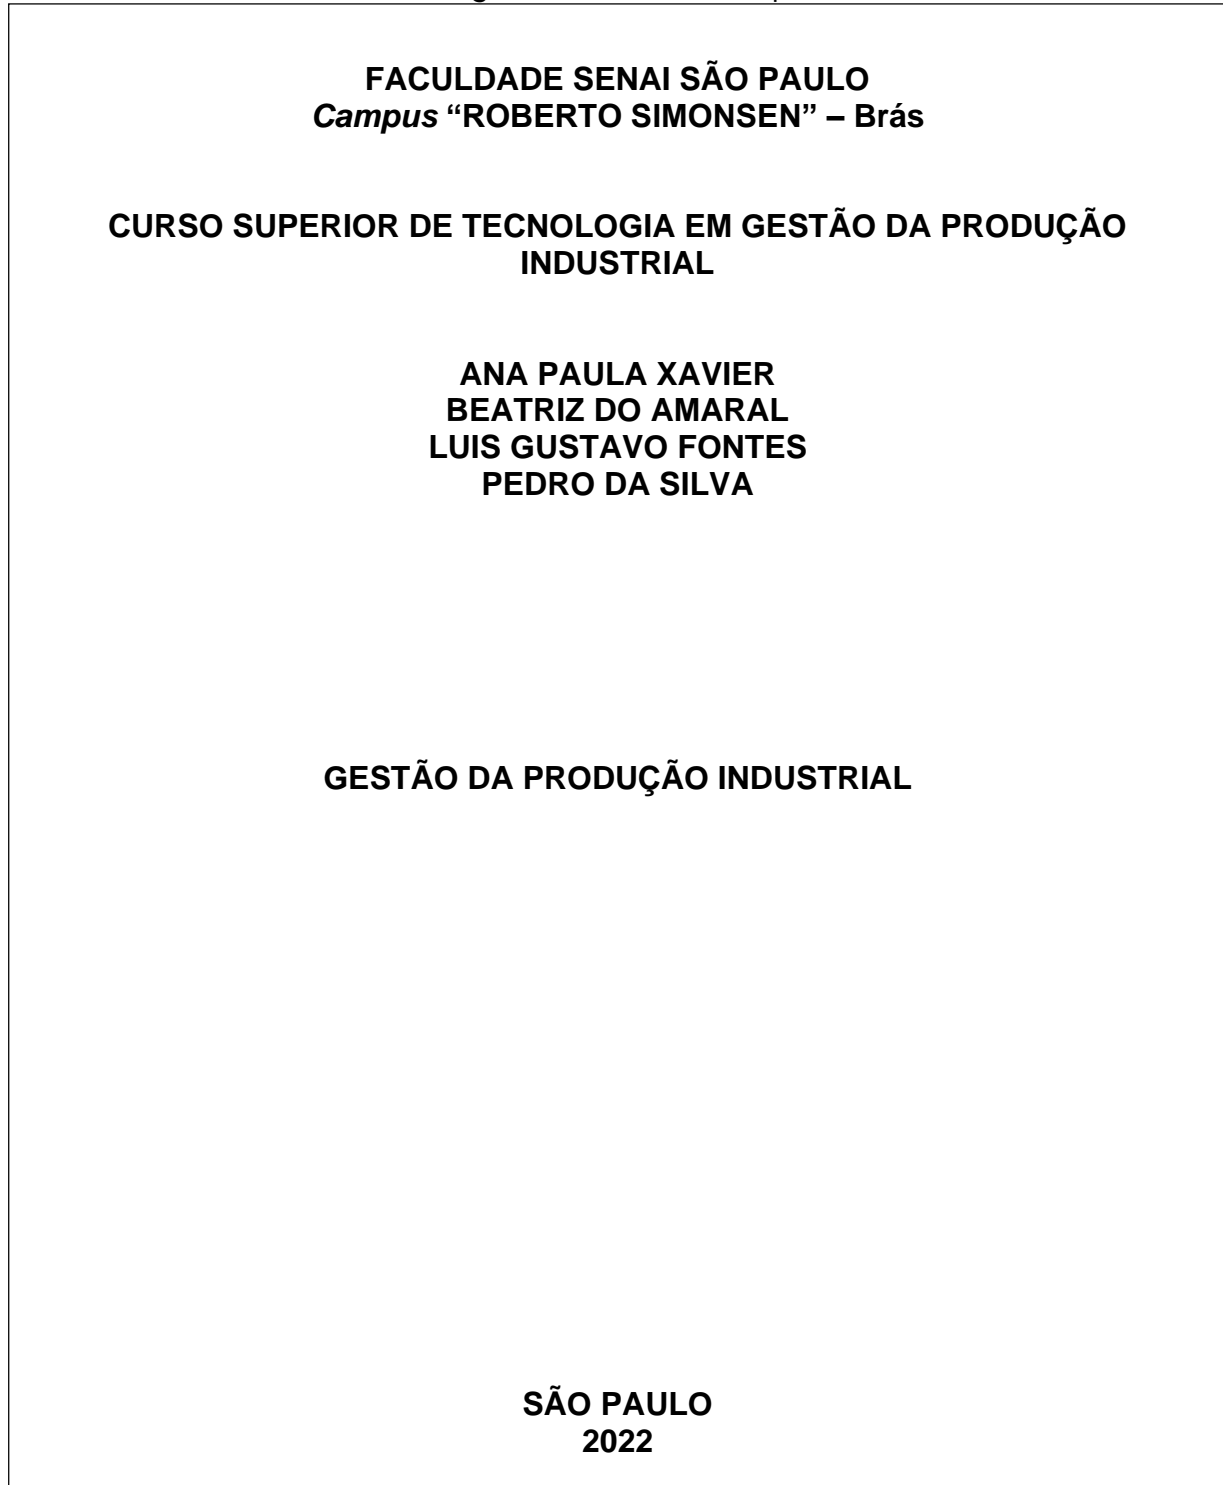 FACULDADE SENAI SÃO PAULO
Campus “ROBERTO SIMONSEN” – Brás
CURSO SUPERIOR DE TECNOLOGIA EM GESTÃO DA PRODUÇÃO
INDUSTRIAL
ANA PAULA XAVIER
BEATRIZ DO AMARAL
LUIS GUSTAVO FONTES
PEDRO DA SILVA
GESTÃO DA PRODUÇÃO INDUSTRIAL
SÃO PAULO
2022